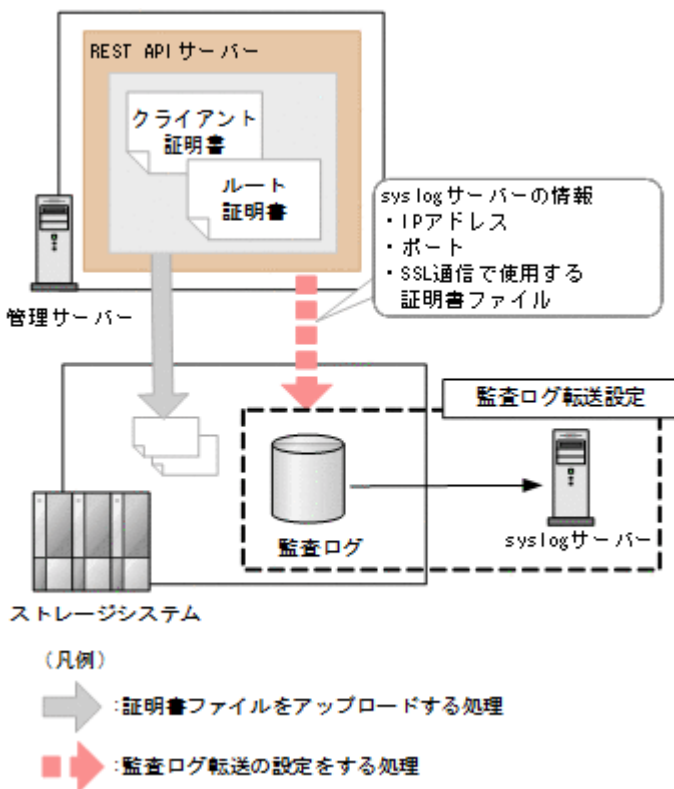 REST APIサーバー
クライアント
証明書
ルート
証明書
syslogサーバーの情報
・IPアドレス
・ポート
・SSL通信で使用する
証明書ファイル
管理サーバー
監査ログ転送設定
監査ログ
syslogサーバー
ストレージシステム
（凡例）
:証明書ファイルをアップロードする処理
:監査ログ転送の設定をする処理